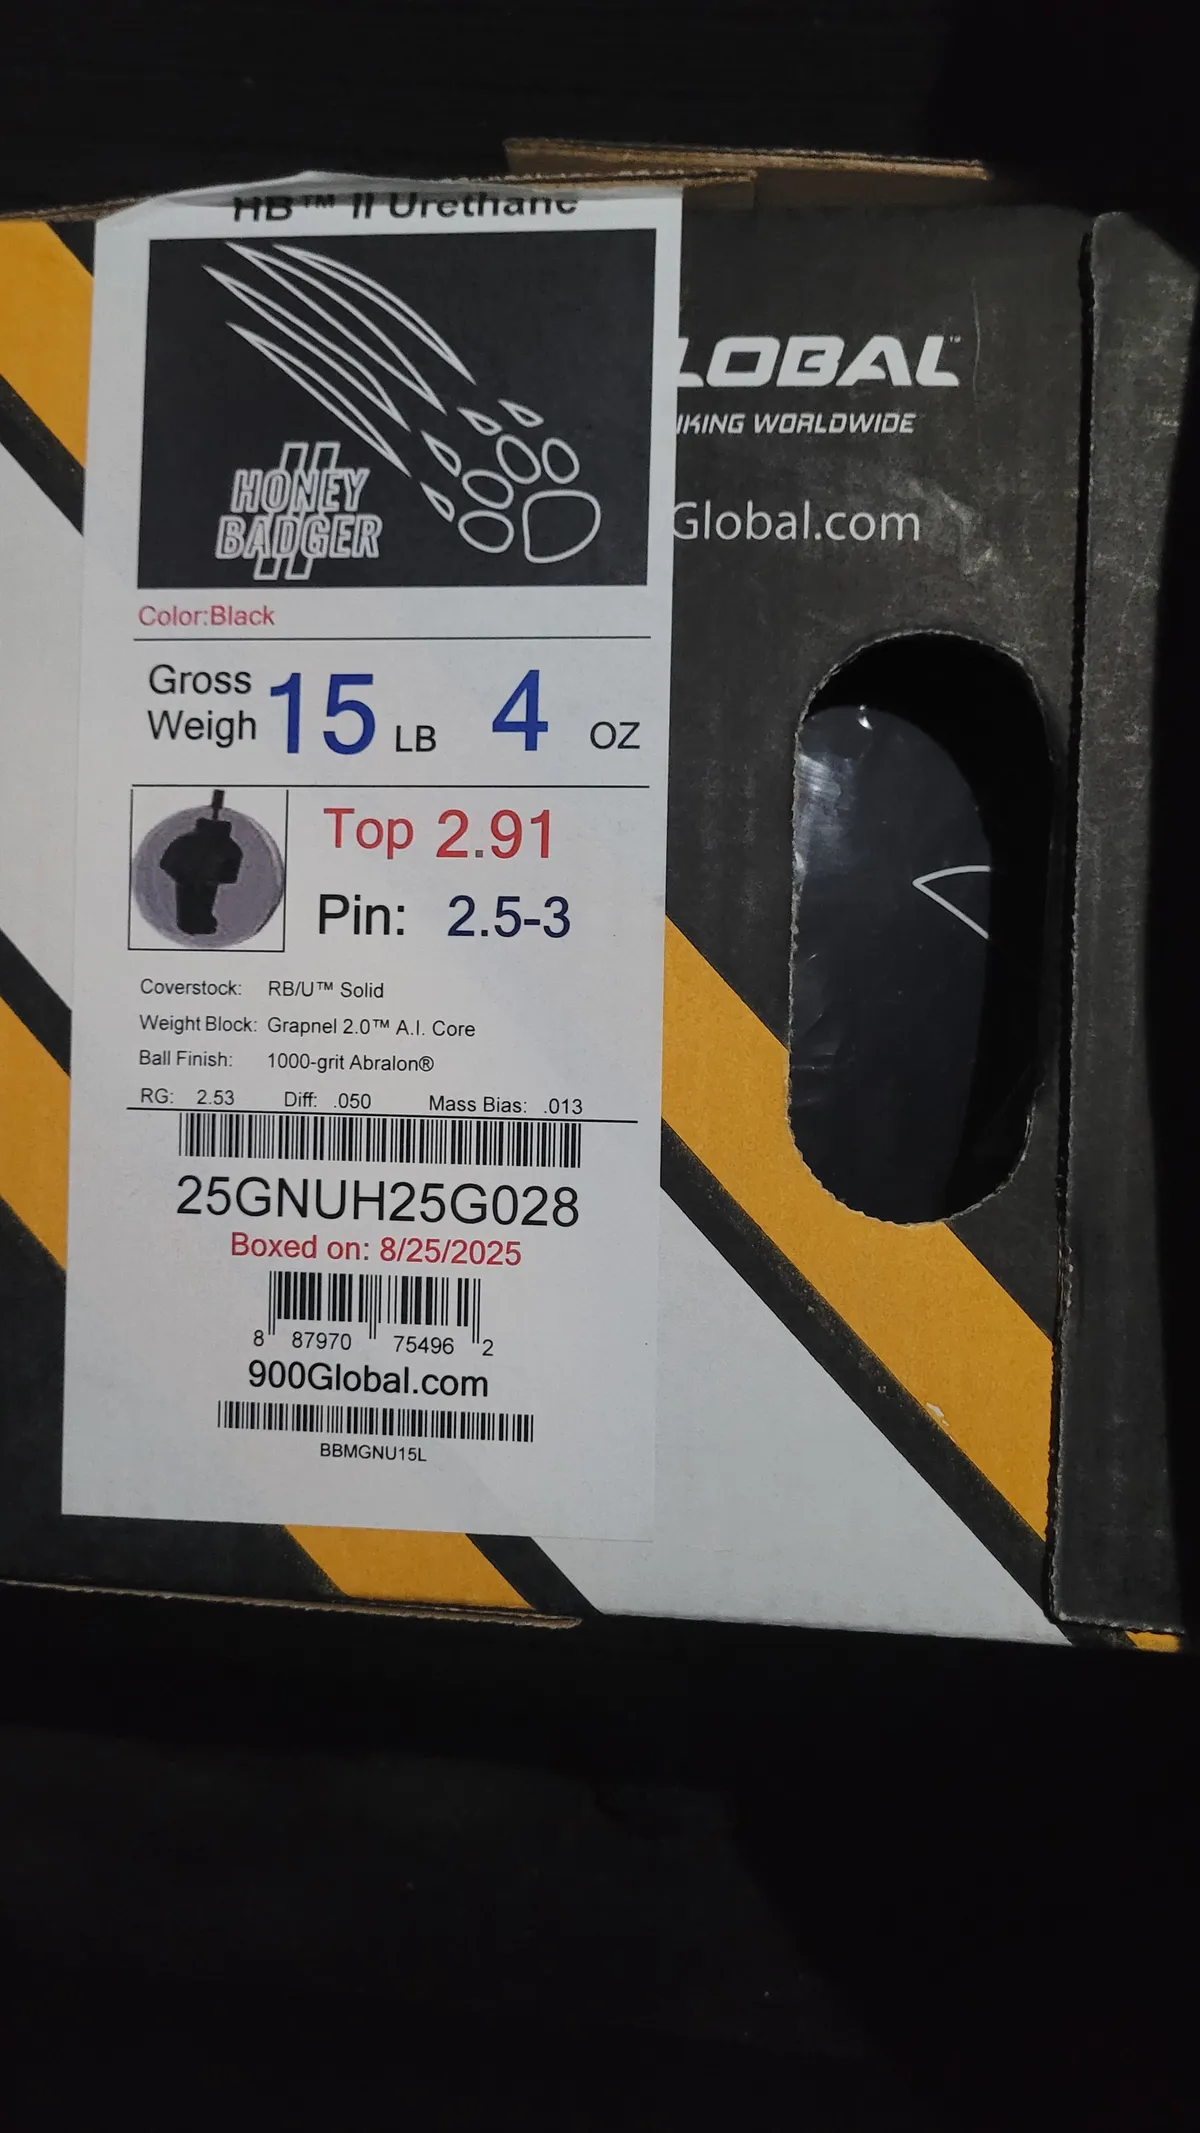 HB™ II Urethane
II
HONEY
BADGER
Color:Black
Gross
Weigh 15 LB 4 OZ
Top 2.91
Pin: 2.5-3
Coverstock: RB/U™ Solid
Weight Block: Grapnel 2.0™ A.I. Core
Ball Finish: 1000-grit Abralon®
RG: 2.53 Diff: .050 Mass Bias: .013
25GNUH25G028
Boxed on: 8/25/2025
8 87970 75496 2
900Global.com
BBMGNU15L
LOBAL™
KING WORLDWIDE
Global.com